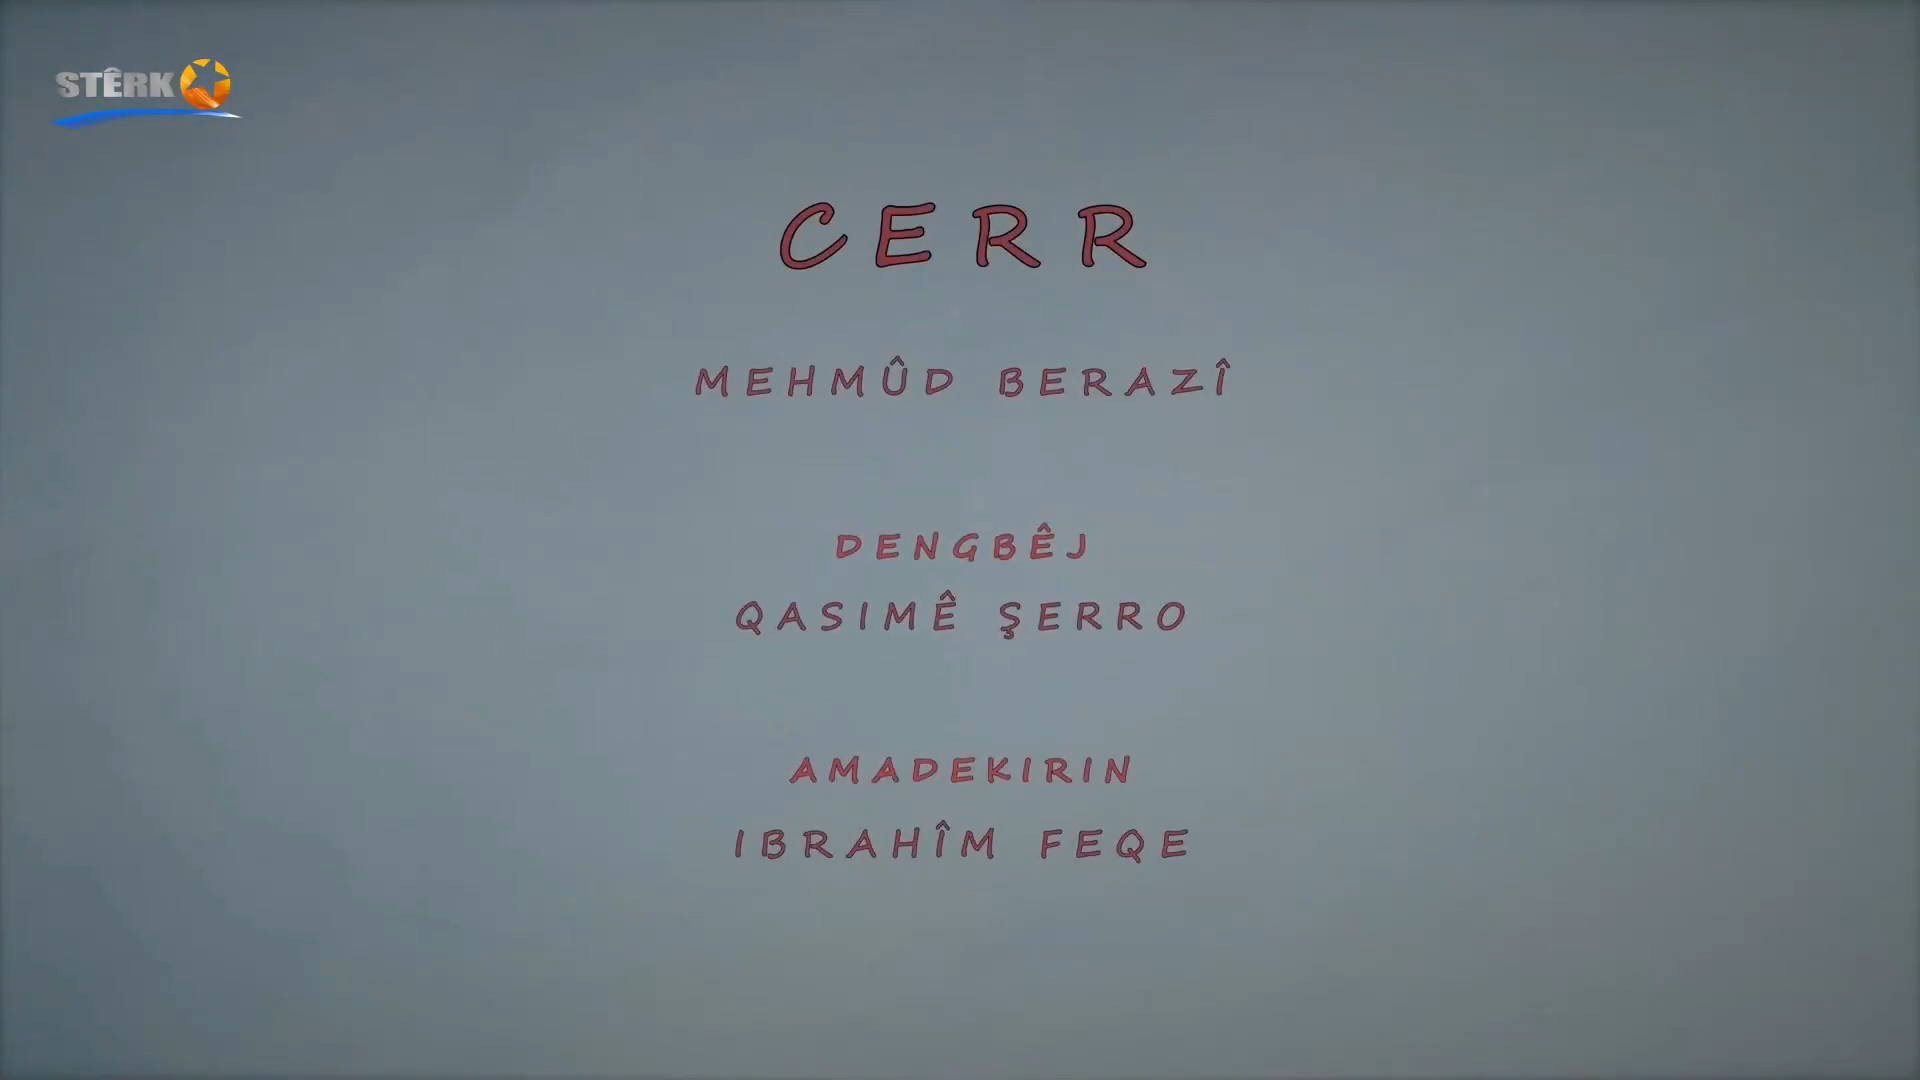 STÊRK
CERR
MEHMÛD BERAZÎ
DENGBÊJ
QASIMÊ ŞERRO
AMADEKIRIN
IBRAHÎM FEQE